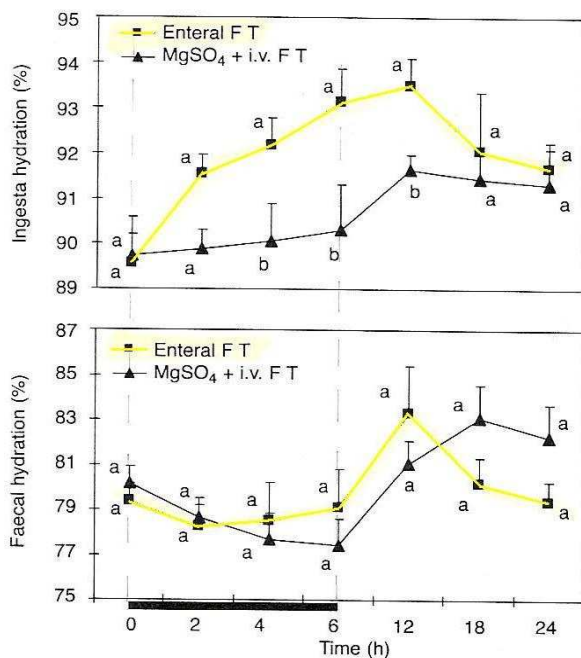 95
94
93
92
91
90
89
Ingesta hydration (%)
Enteral F T
MgSO₄ + i.v. F T
a
a
a
a
a
a
a
a
a
b
b
b
a
a
87
85
83
81
79
77
75
Faecal hydration (%)
Enteral F T
MgSO₄ + i.v. F T
a
a
a
a
a
a
a
a
a
a
a
a
a
a
0 2 4 6 12 18 24
Time (h)